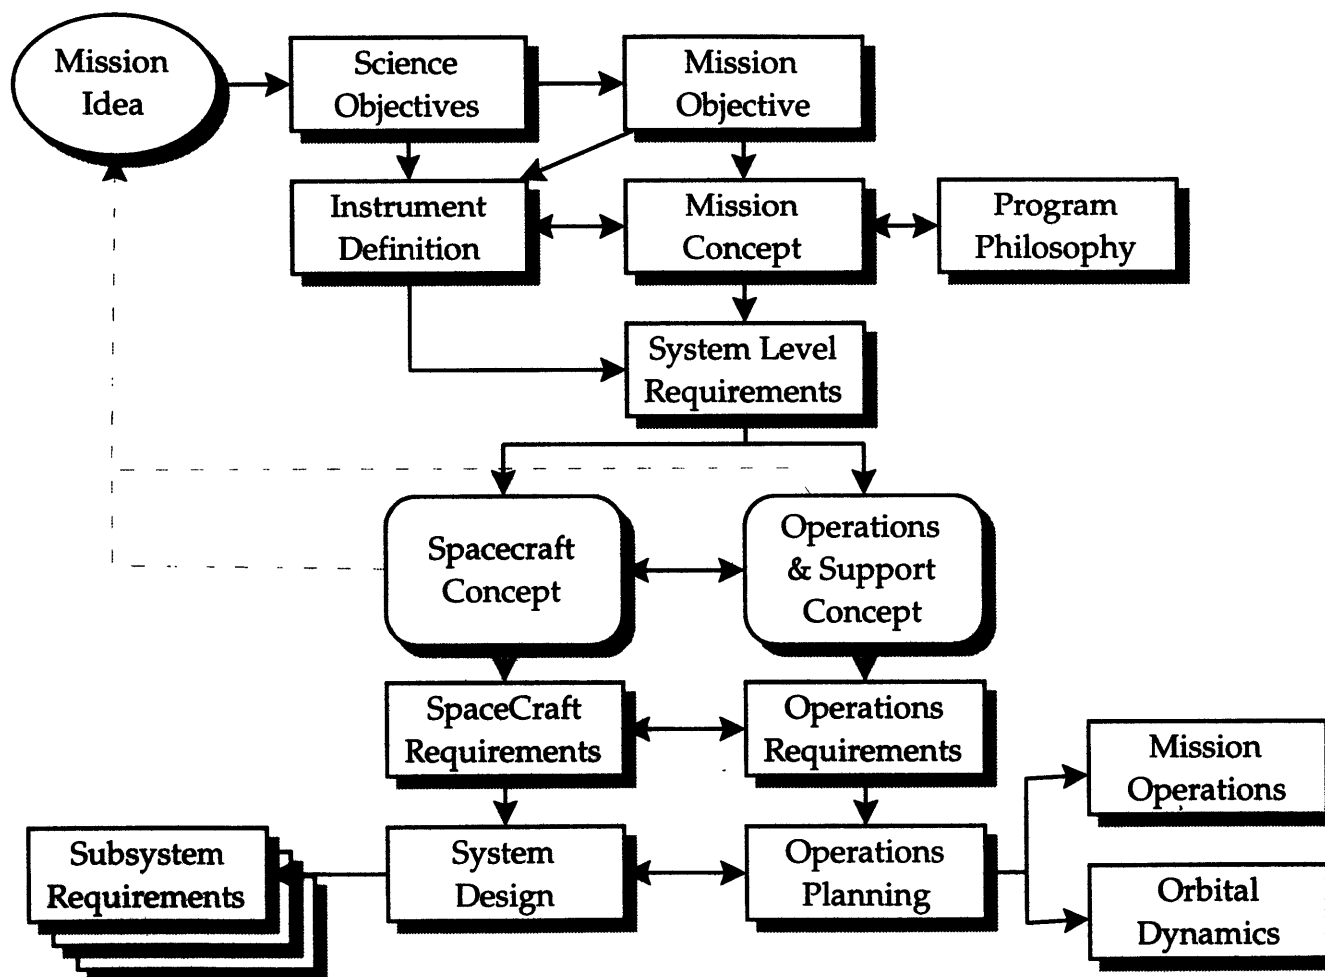 Mission
Idea
Science
Objectives
Mission
Objective
Instrument
Definition
Mission
Concept
Program
Philosophy
System Level
Requirements
Spacecraft
Concept
Operations
& Support
Concept
SpaceCraft
Requirements
Operations
Requirements
Mission
Operations
Subsystem
Requirements
System
Design
Operations
Planning
Orbital
Dynamics